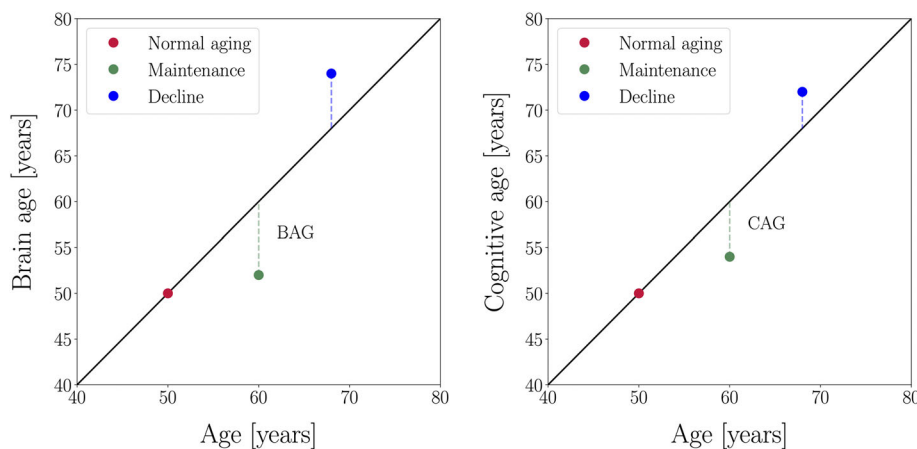 80
75
70
65
60
55
50
45
40
Brain age [years]
Normal aging
Maintenance
Decline
BAG
40 50 60 70 80
Age [years]
80
75
70
65
60
55
50
45
40
Cognitive age [years]
Normal aging
Maintenance
Decline
CAG
40 50 60 70 80
Age [years]